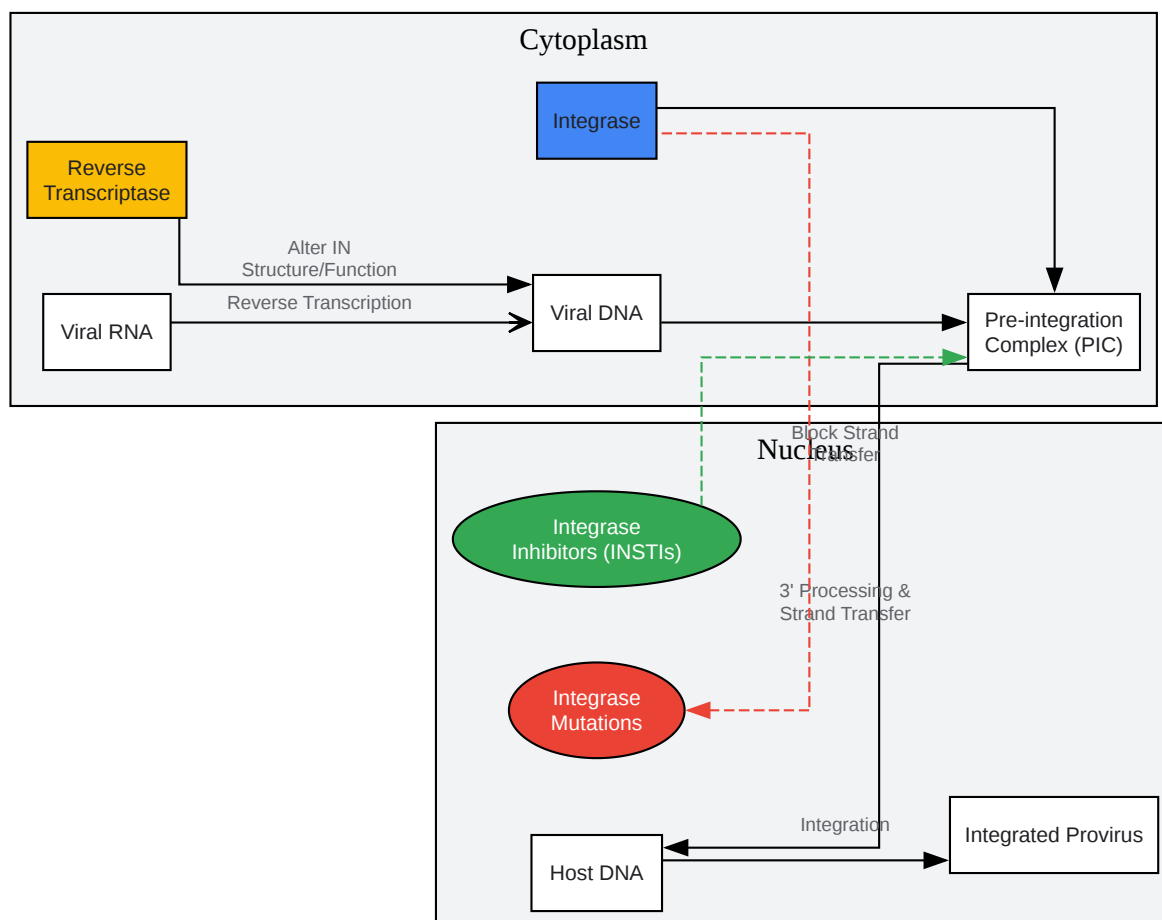 Cytoplasm
Integrase
Reverse
Transcriptase
Alter IN
Structure/Function
Reverse Transcription
Viral RNA
Viral DNA
Pre-integration
Complex (PIC)
Block Strand
Transfer
Nucleus
Integrase
Inhibitors (INSTIs)
3' Processing &
Strand Transfer
Integrase
Mutations
Integration
Integrated Provirus
Host DNA